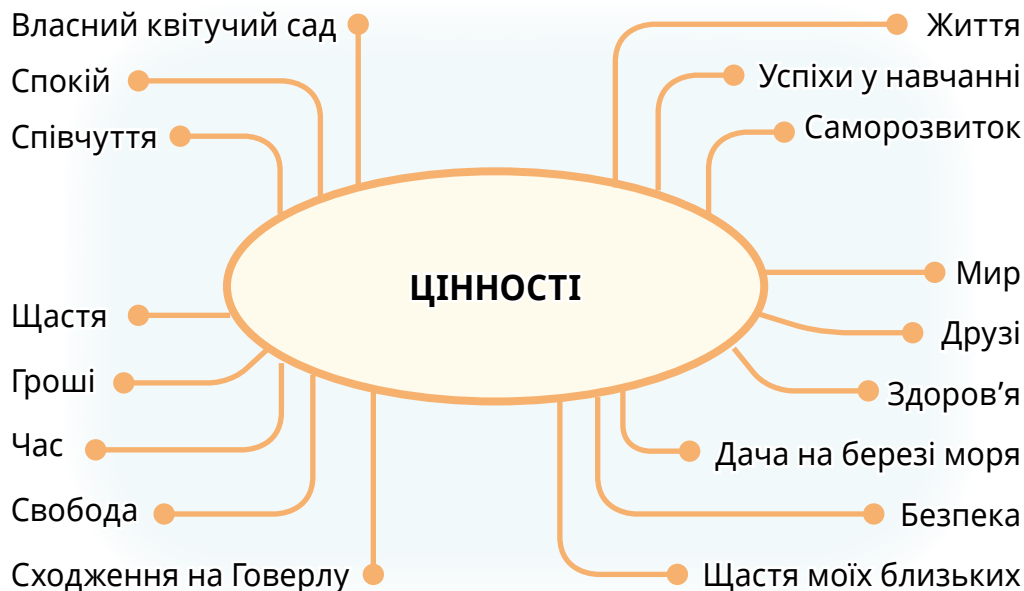 Власний квітучий сад
Спокій
Співчуття
Життя
Успіхи у навчанні
Саморозвиток
ЦІННОСТІ
Щастя
Гроші
Час
Свобода
Сходження на Говерлу
Мир
Друзі
Здоров’я
Дача на березі моря
Безпека
Щастя моїх близьких